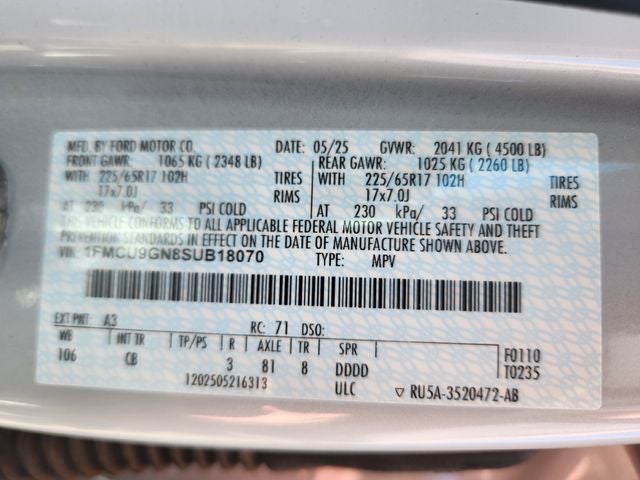 MFD. BY FORD MOTOR CO. DATE: 05/25 GVWR: 2041 KG ( 4500 LB)
FRONT GAWR: 1065 KG ( 2348 LB) REAR GAWR: 1025 KG ( 2260 LB)
WITH 225/65R17 102H TIRES WITH 225/65R17 102H TIRES
17x7.0J RIMS 17x7.0J RIMS
AT 230 kPa/ 33 PSI COLD AT 230 kPa/ 33 PSI COLD
THIS VEHICLE CONFORMS TO ALL APPLICABLE FEDERAL MOTOR VEHICLE SAFETY AND THEFT
PREVENTION STANDARDS IN EFFECT ON THE DATE OF MANUFACTURE SHOWN ABOVE.
VIN: 1FMCU9GN8SUB18070 TYPE: MPV
EXT PNT: A3 RC: 71 DSO:
WB INT TR TP/PS R AXLE TR SPR F0110
106 CB 3 81 8 DDDD T0235
1202505216313 ULC ▽ RU5A-3520472-AB